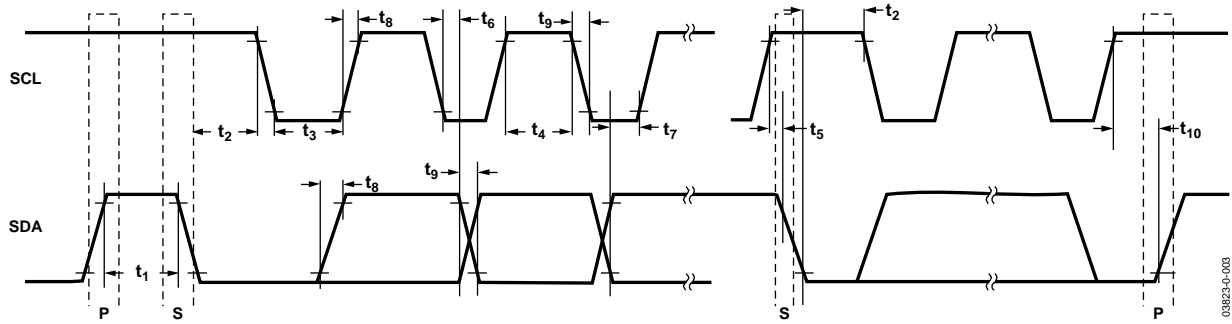 t8 t6 t9 t2
SCL
t2 t3 t4 t7 t5 t10
t9 t8
SDA
t1
P S S P
03823-0-003